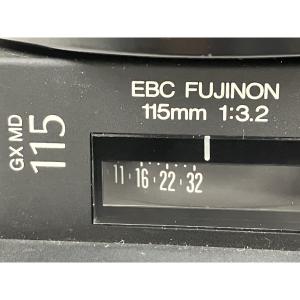 EBC FUJINON
115mm 1:3.2
GX MD
115
11 16 22 32